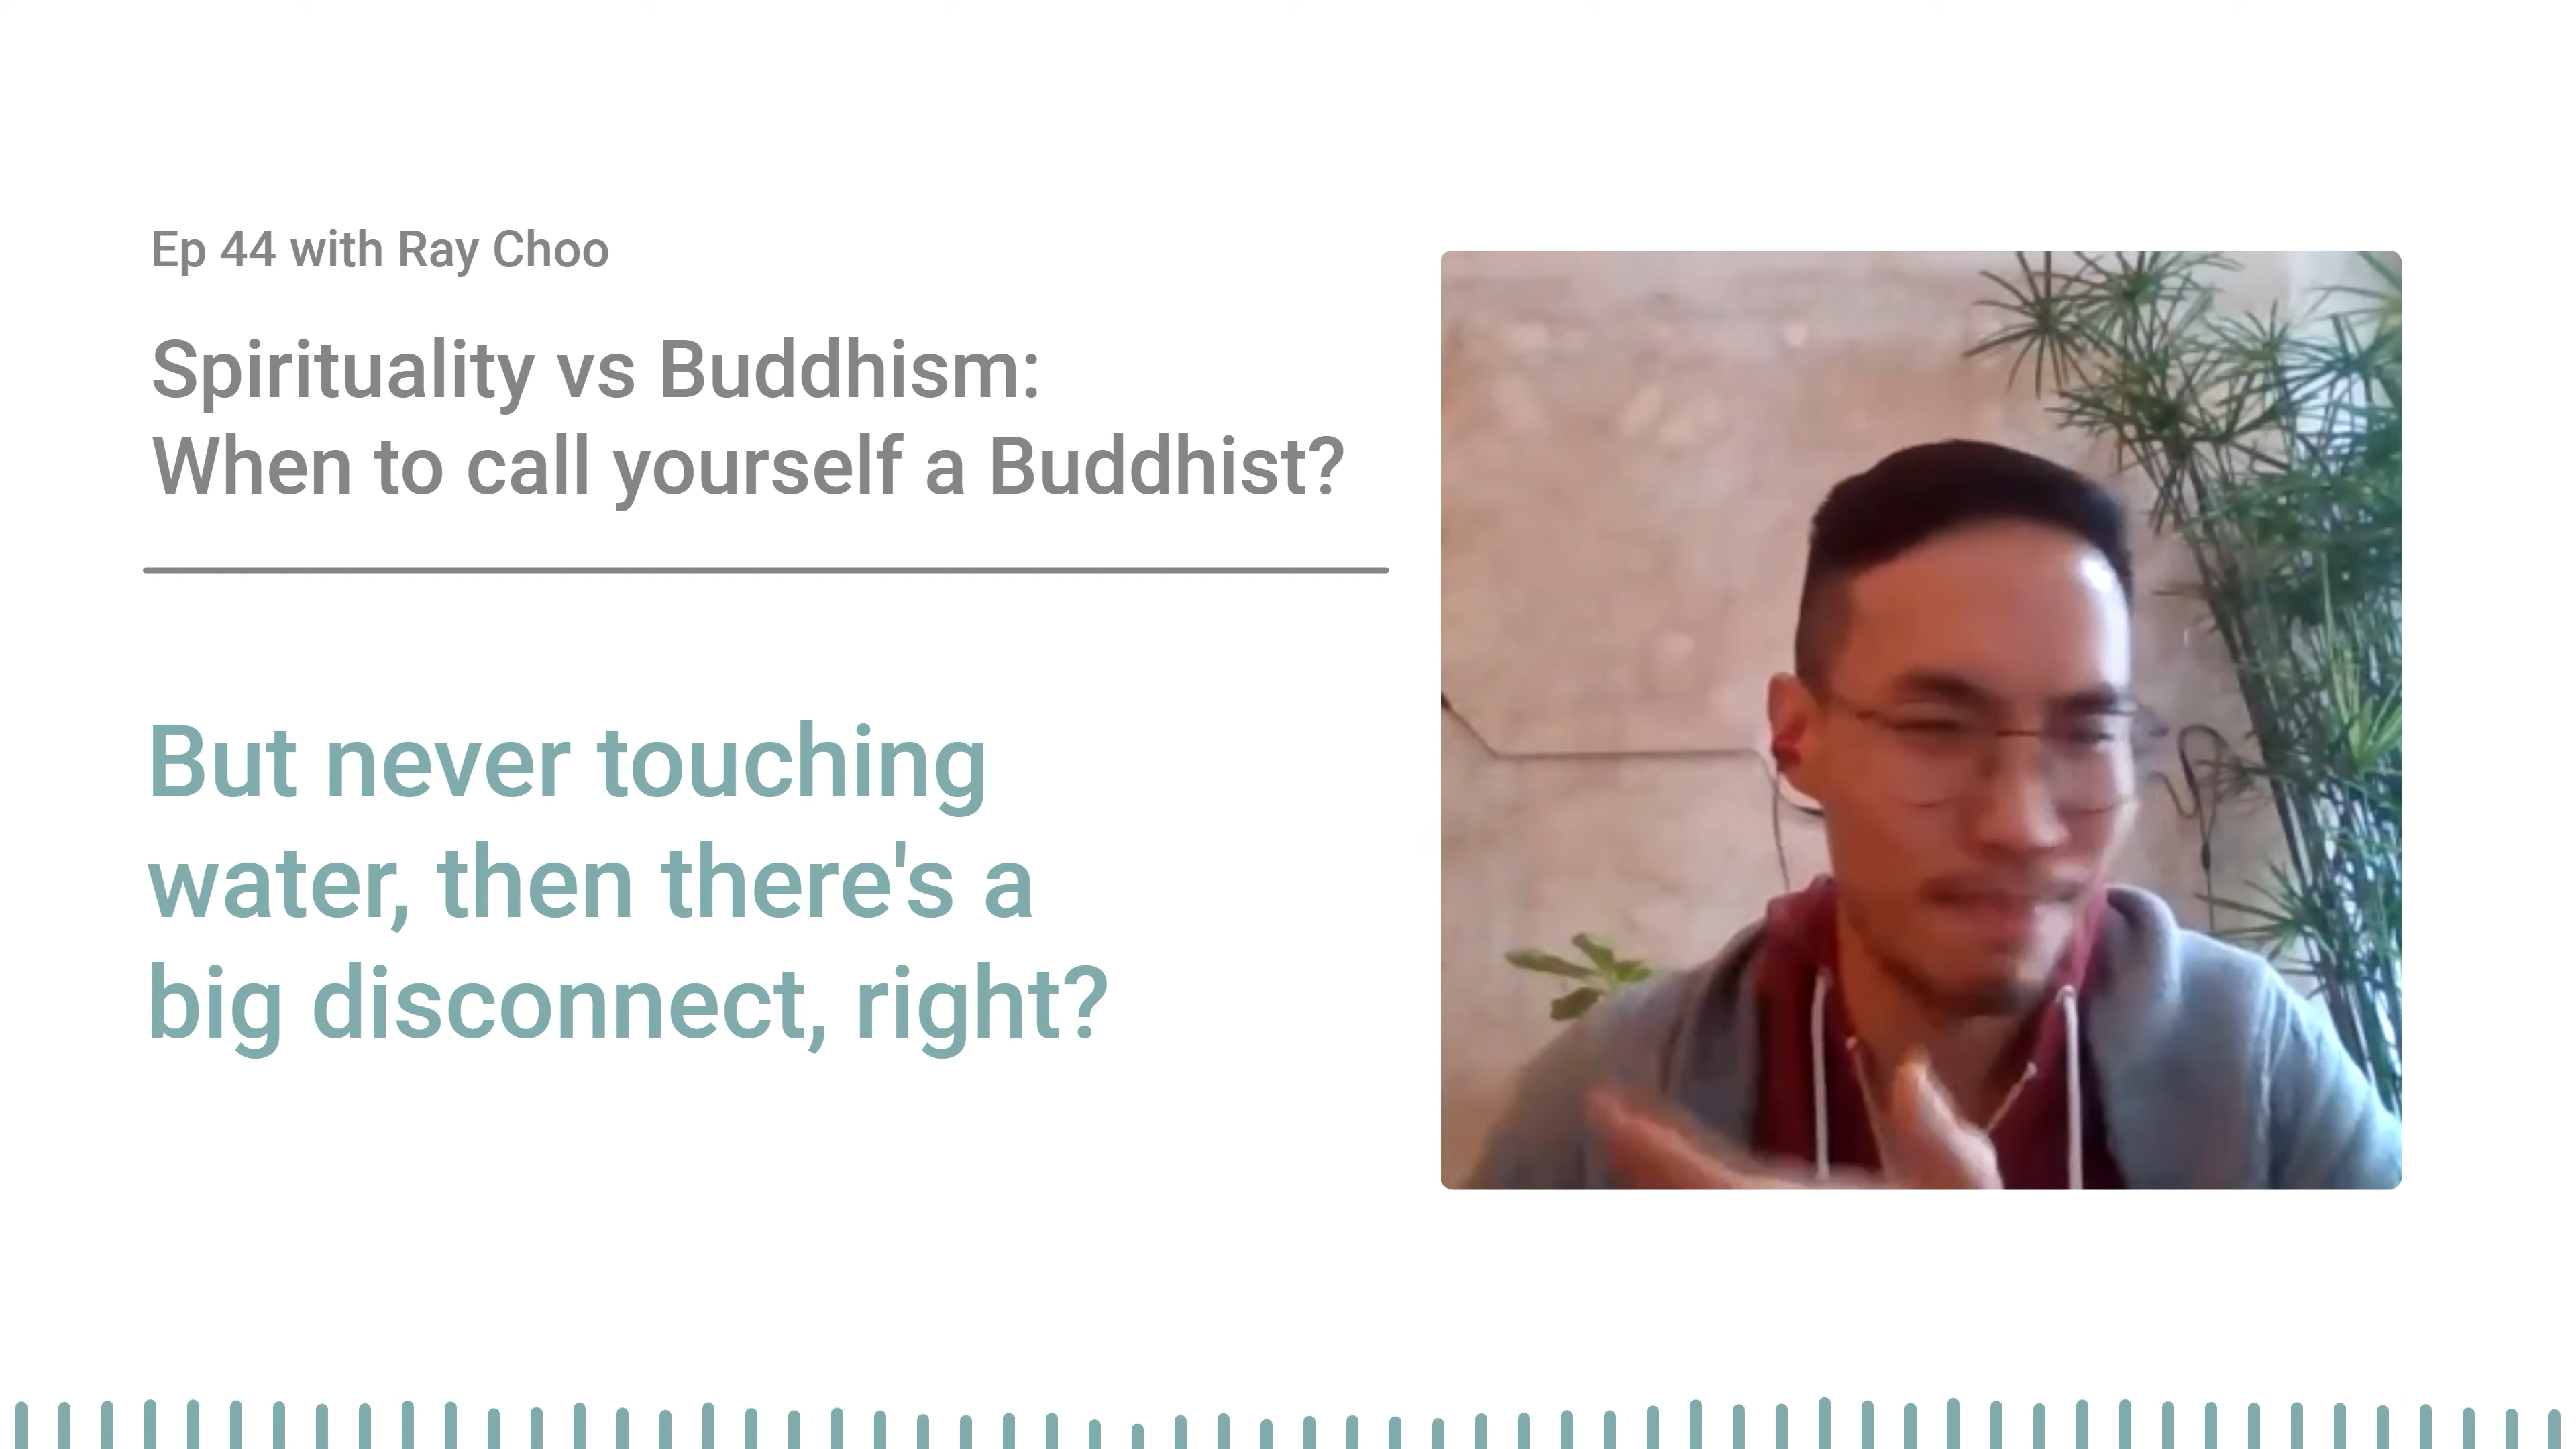 Ep 44 with Ray Choo
Spirituality vs Buddhism:
When to call yourself a Buddhist?
But never touching
water, then there's a
big disconnect, right?